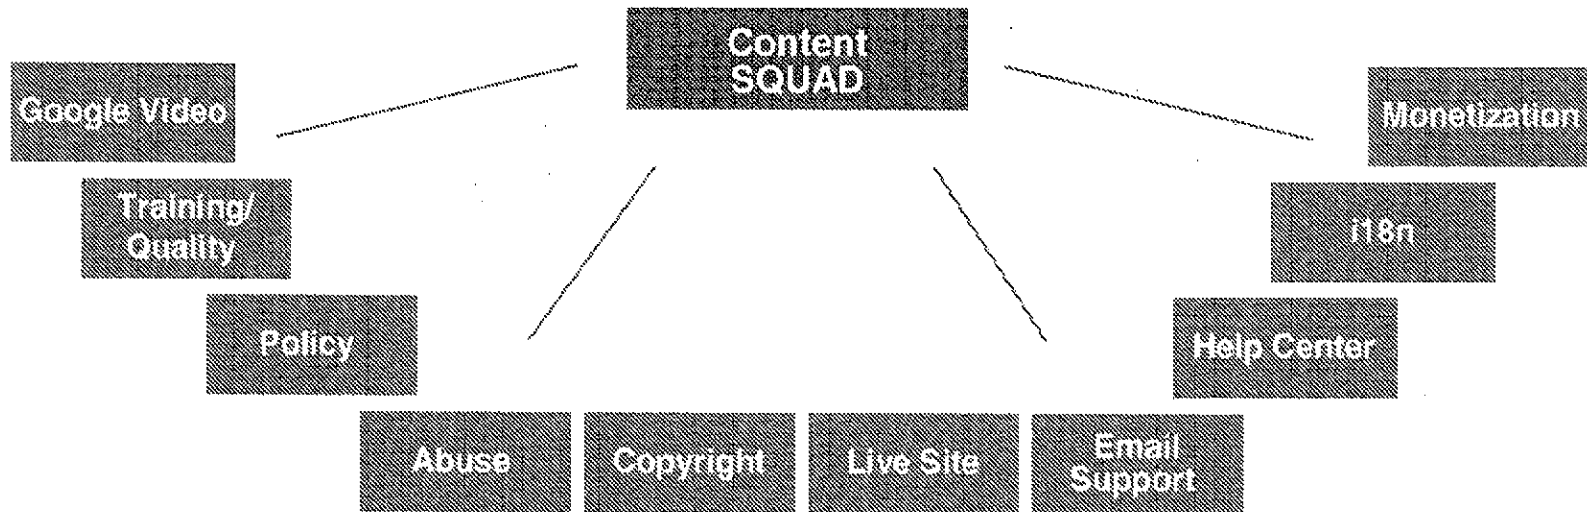 Content
SQUAD
Google Video
Monetization
Training/
Quality
i18n
Policy
Help Center
Abuse
Copyright
Live Site
Email
Support